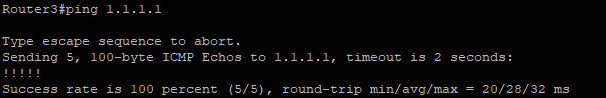 Router3#ping 1.1.1.1
Type escape sequence to abort.
Sending 5, 100-byte ICMP Echos to 1.1.1.1, timeout is 2 seconds:
!!!!!
Success rate is 100 percent (5/5), round-trip min/avg/max = 20/28/32 ms